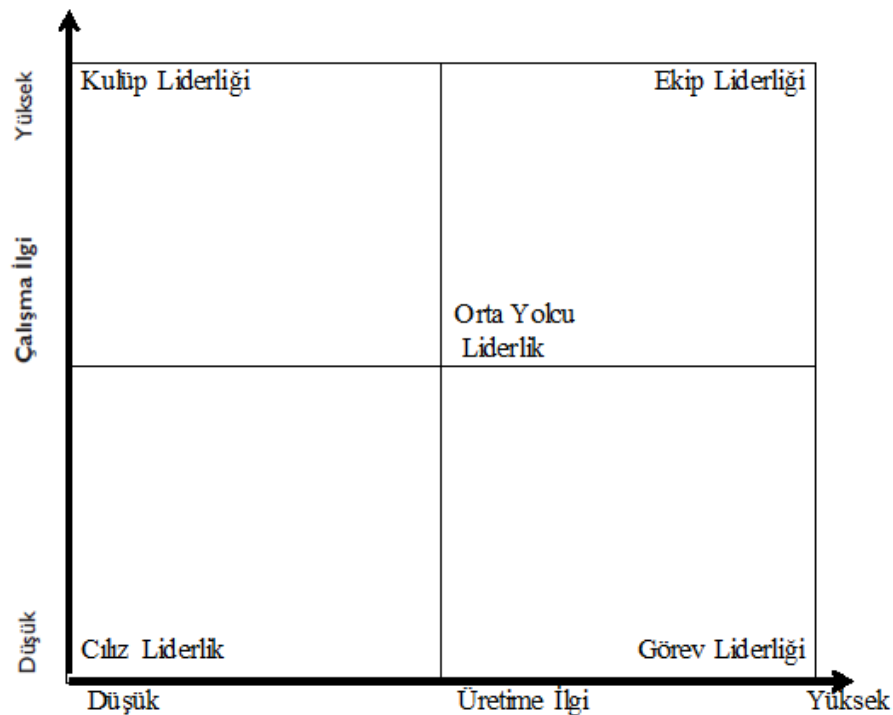 Yüksek
Kulüp Liderliği
Ekip Liderliği
Çalışma İlgi
Orta Yolcu
Liderlik
Düşük
Cılız Liderlik
Görev Liderliği
Düşük
Üretime İlgi
Yüksek